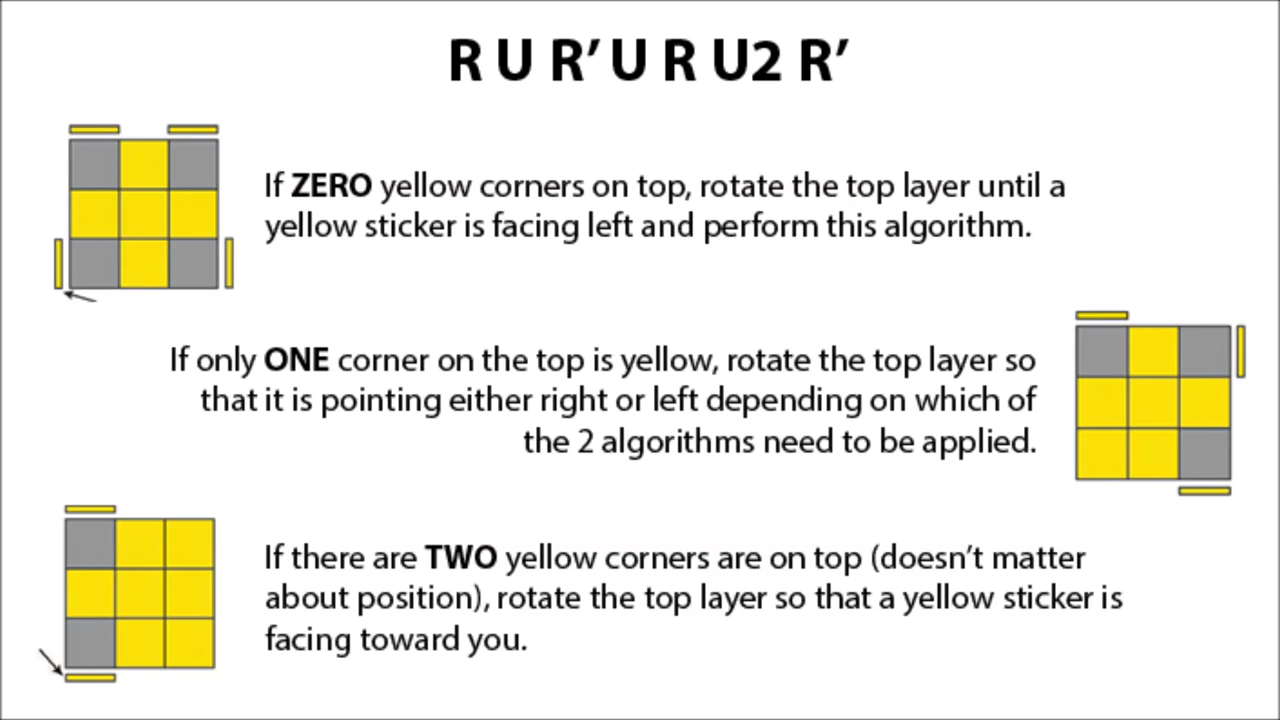 R U R’ U R U2 R’
If ZERO yellow corners on top, rotate the top layer until a
yellow sticker is facing left and perform this algorithm.
If only ONE corner on the top is yellow, rotate the top layer so
that it is pointing either right or left depending on which of
the 2 algorithms need to be applied.
If there are TWO yellow corners are on top (doesn’t matter
about position), rotate the top layer so that a yellow sticker is
facing toward you.